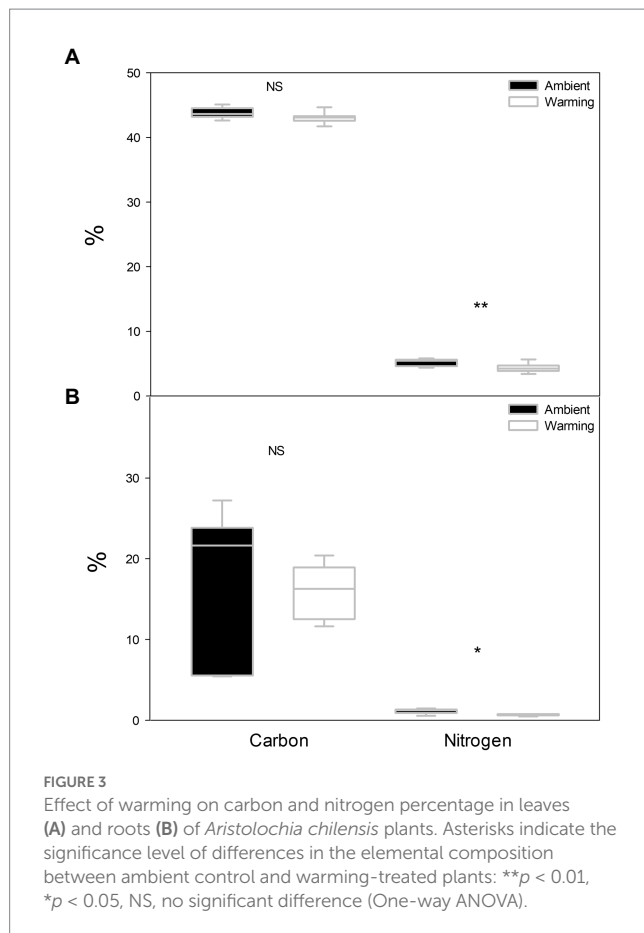 A
50
40
30
20
10
0
%
NS
Ambient
Warming
**
B
30
20
10
0
%
NS
Ambient
Warming
*
Carbon Nitrogen
FIGURE 3
Effect of warming on carbon and nitrogen percentage in leaves
(A) and roots (B) of Aristolochia chilensis plants. Asterisks indicate the
significance level of differences in the elemental composition
between ambient control and warming-treated plants: **p < 0.01,
*p < 0.05, NS, no significant difference (One-way ANOVA).